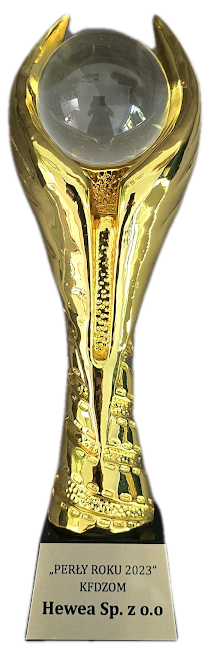 „PERŁY ROKU 2023”
KFDZOM
Hewea Sp. z o.o